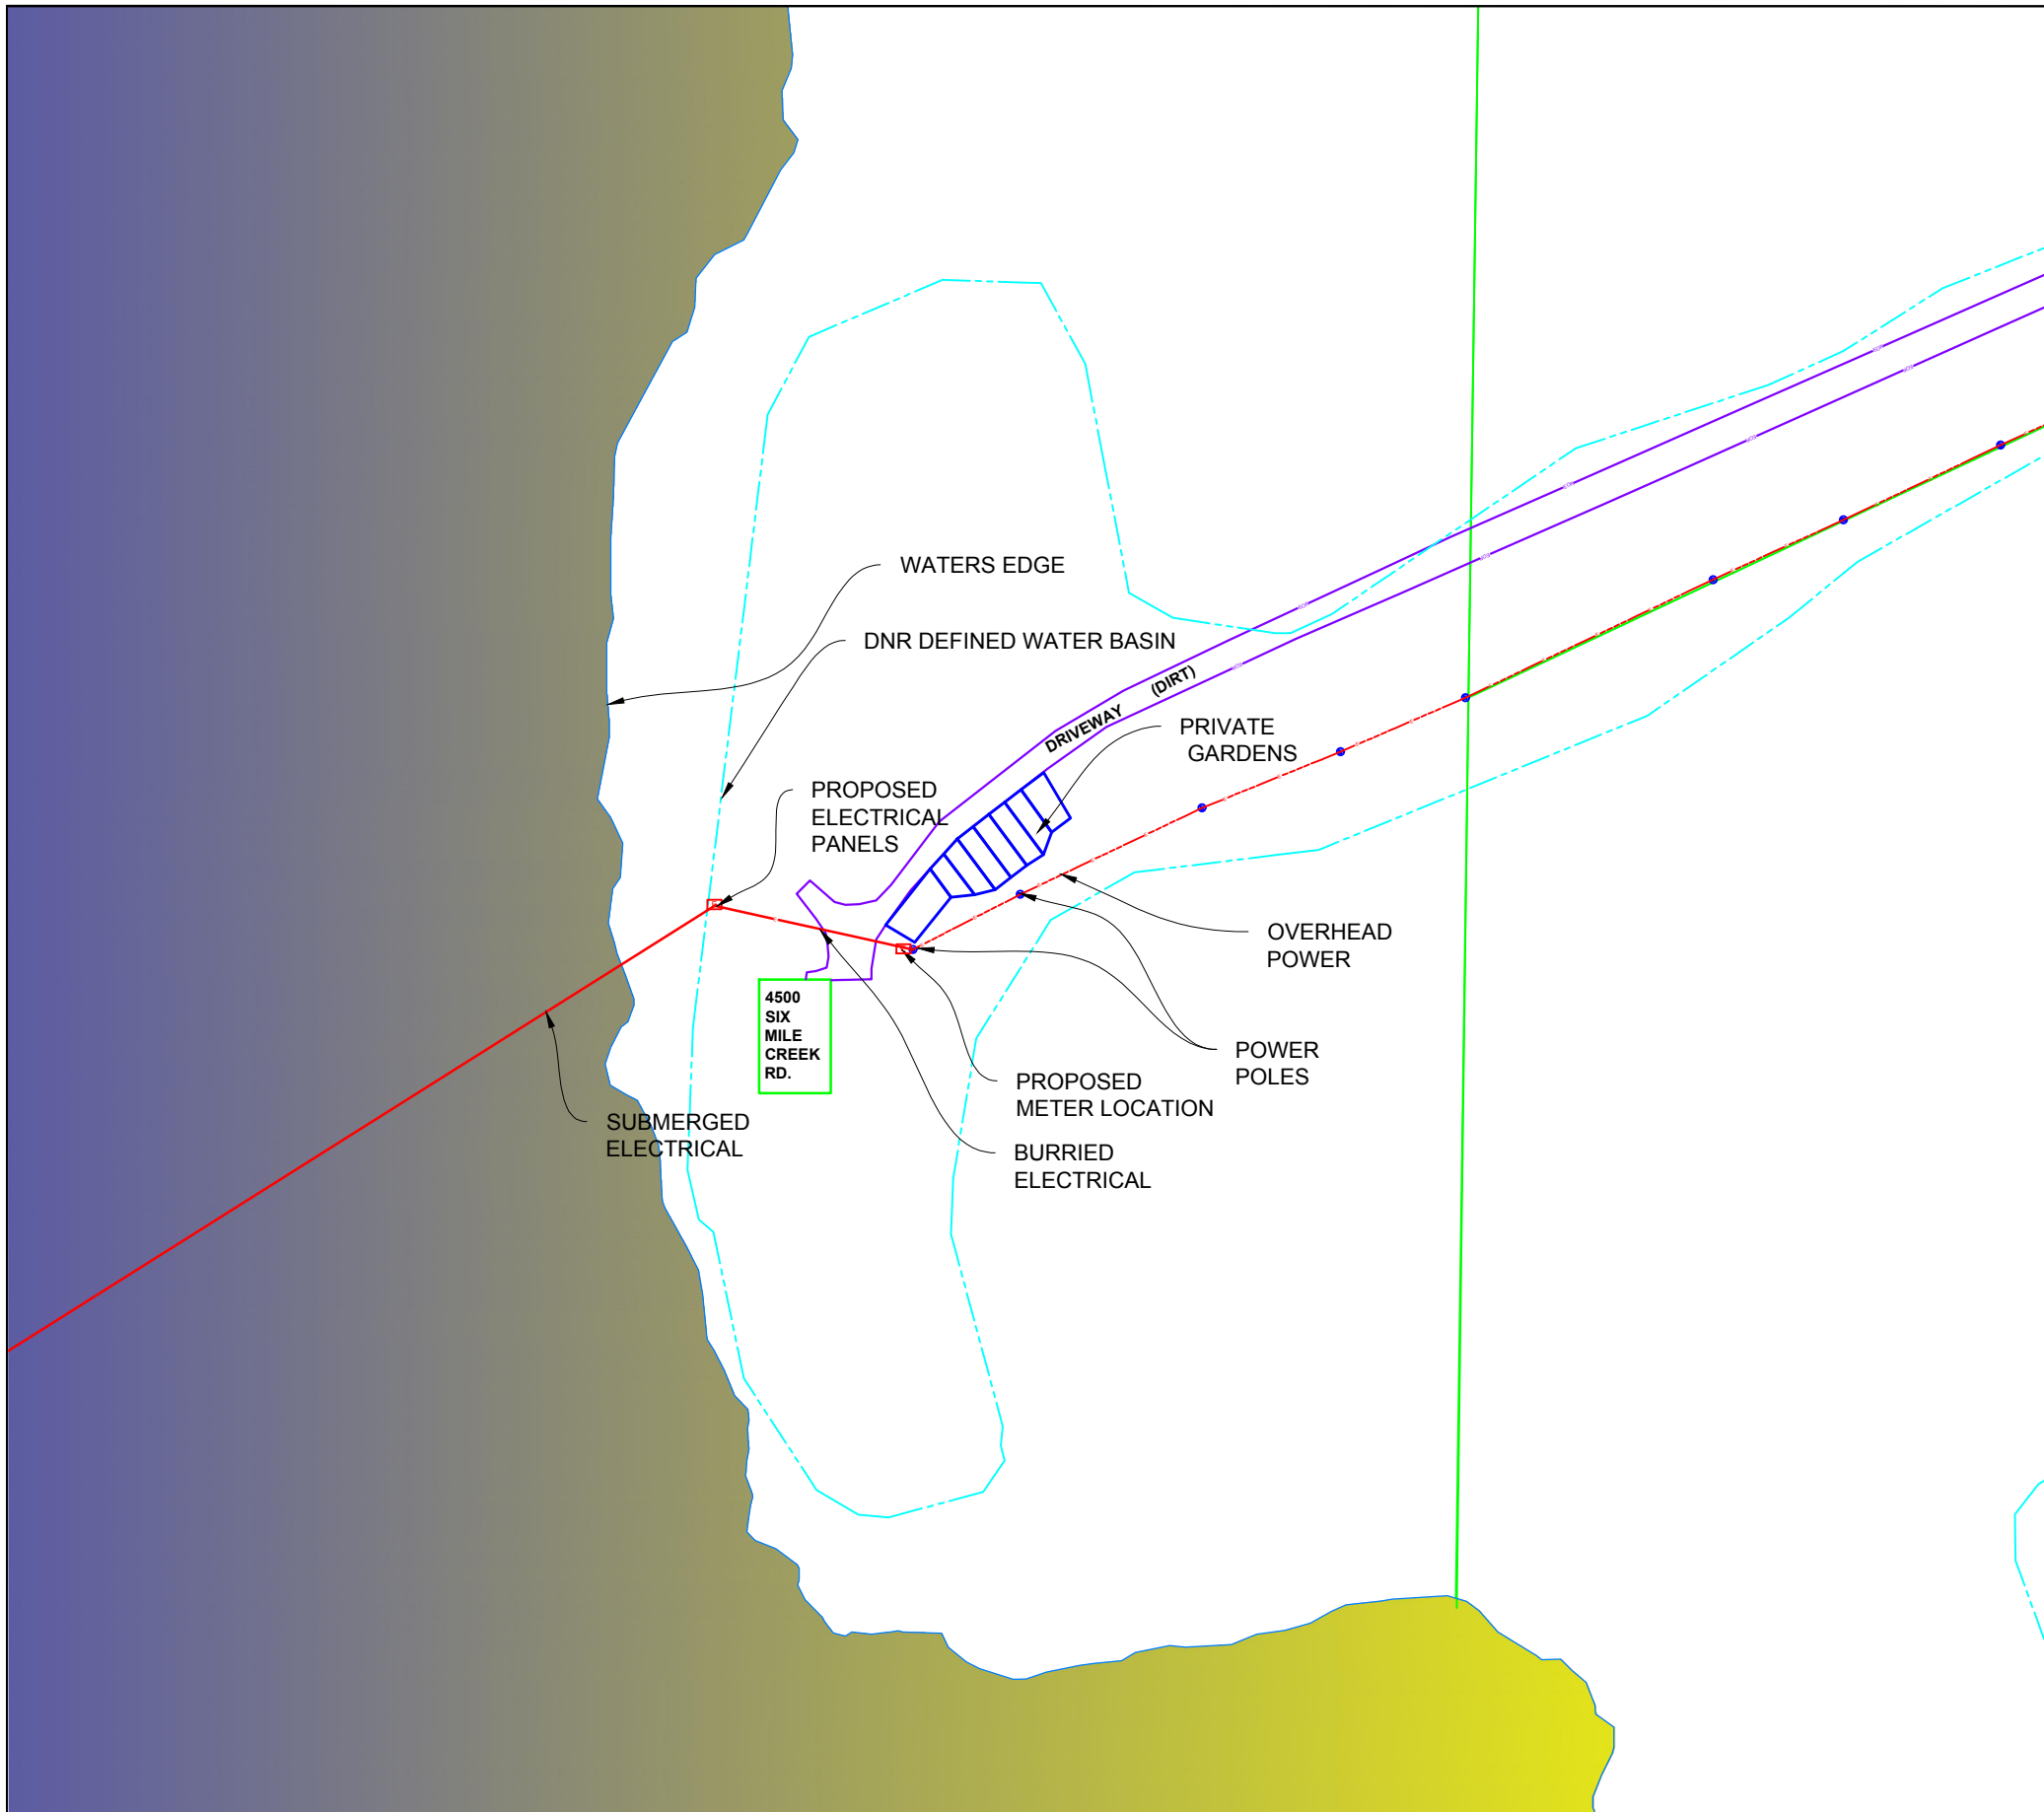 WATERS EDGE
DNR DEFINED WATER BASIN
(DIRT)
DRIVEWAY
PRIVATE
GARDENS
PROPOSED
ELECTRICAL
PANELS
OVERHEAD
POWER
4500
SIX
MILE
CREEK
RD.
POWER
POLES
PROPOSED
METER LOCATION
SUBMERGED
ELECTRICAL
BURRIED
ELECTRICAL